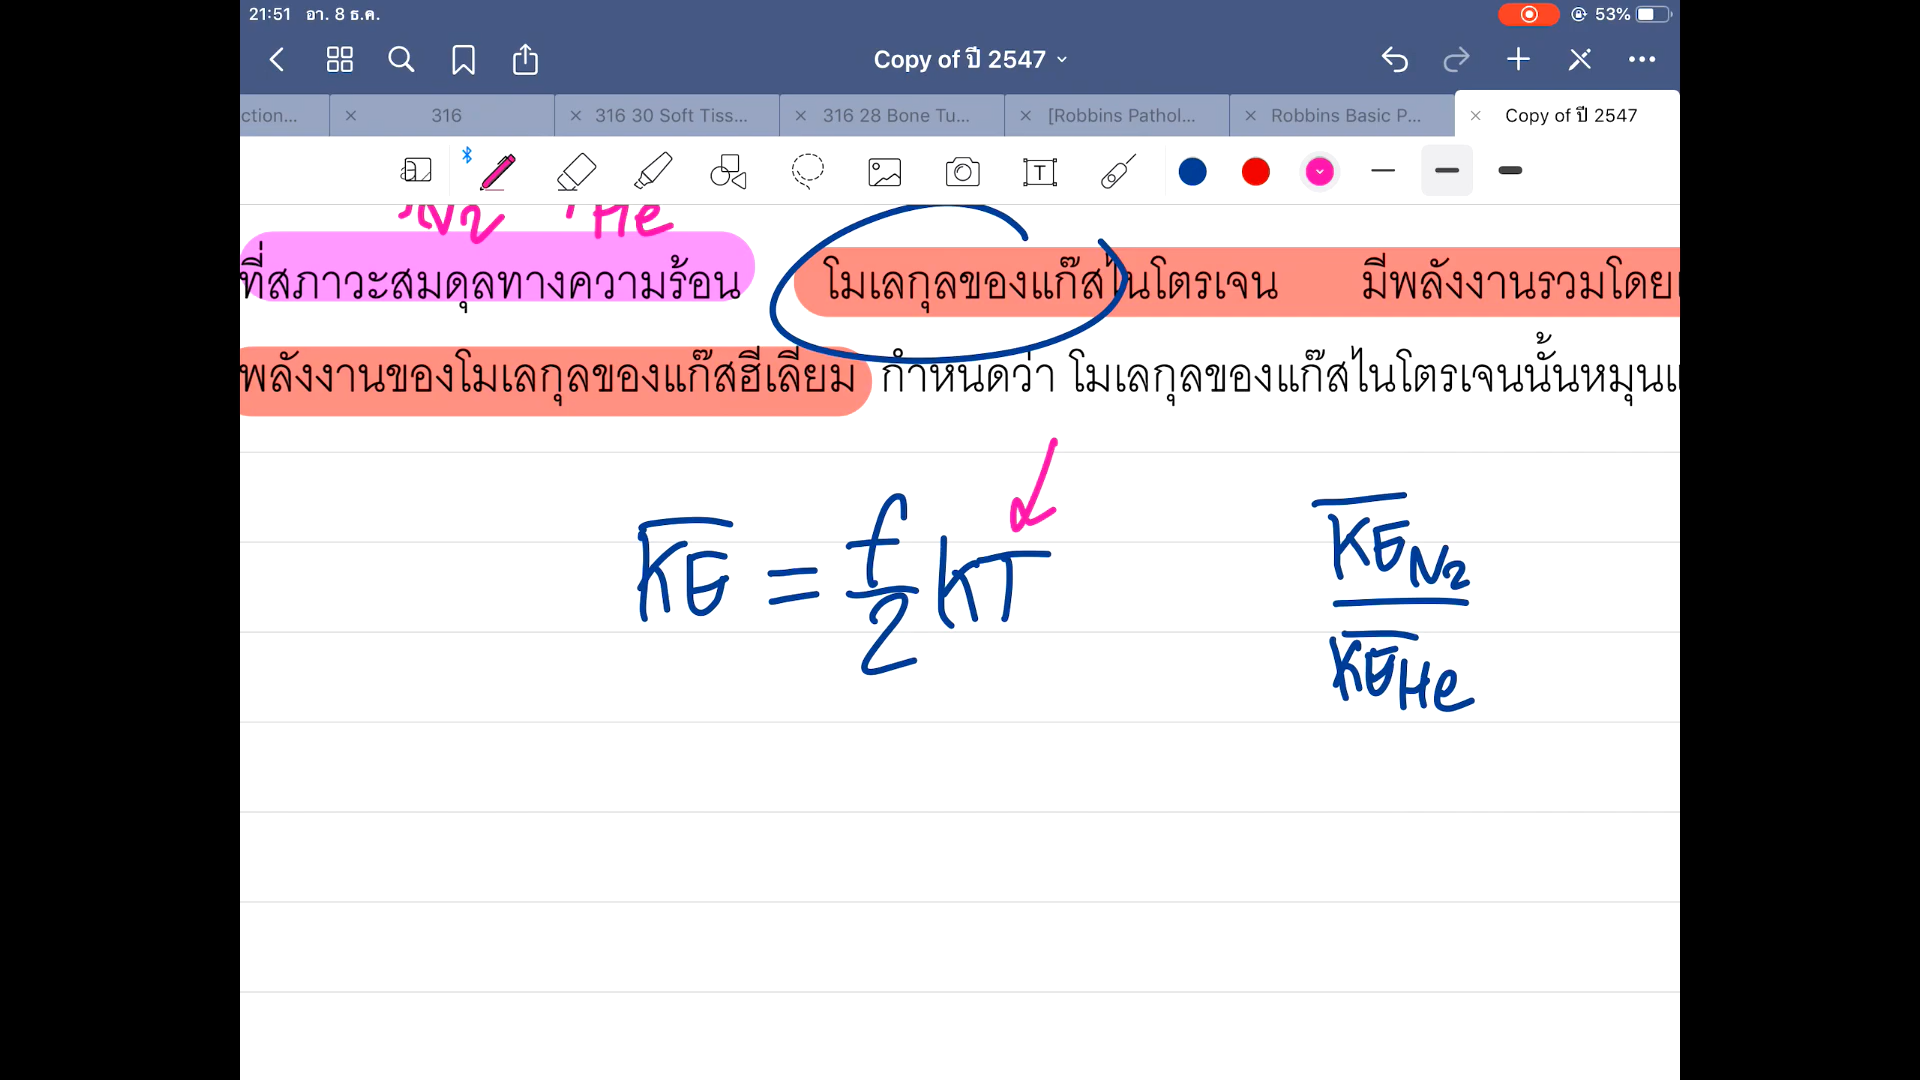 21:51 อา. 8 ธ.ค. 53%
Copy of ปี 2547
ction... 316 316 30 Soft Tiss... 316 28 Bone Tu... [Robbins Pathol... Robbins Basic P... Copy of ปี 2547
N2 He
ที่สภาวะสมดุลทางความร้อน โมเลกุลของแก๊สไนโตรเจน มีพลังงานรวมโดยเ
พลังงานของโมเลกุลของแก๊สฮีเลี่ยม กำหนดว่า โมเลกุลของแก๊สไนโตรเจนนั้นหมุนแ
KE = f/2 KT
KE N2
KE He